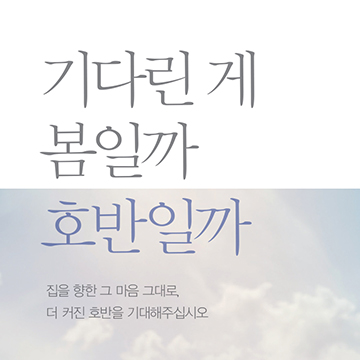 기다린 게
봄일까
호반일까
집을 향한 그 마음 그대로,
더 커진 호반을 기대해주십시오